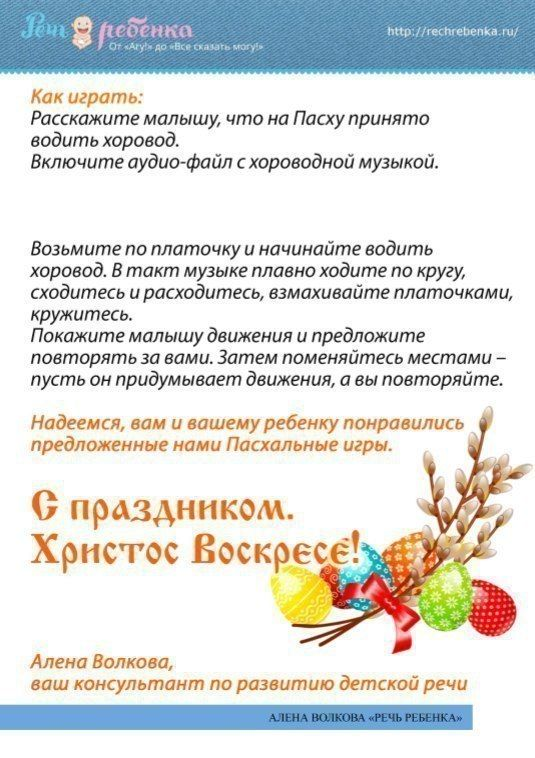 Речь ребенка
От «Агу!» до «Все сказать могу!»
http://rechrebenka.ru/
Как играть:
Расскажите малышу, что на Пасху принято
водить хоровод.
Включите аудио-файл с хороводной музыкой.
Возьмите по платочку и начинайте водить
хоровод. В такт музыке плавно ходите по кругу,
сходитесь и расходитесь, взмахивайте платочками,
кружитесь.
Покажите малышу движения и предложите
повторять за вами. Затем поменяйтесь местами –
пусть он придумывает движения, а вы повторяйте.
Надеемся, вам и вашему ребенку понравились
предложенные нами Пасхальные игры.
С праздником.
Христос Воскресе!
Алена Волкова,
ваш консультант по развитию детской речи
АЛЕНА ВОЛКОВА «РЕЧЬ РЕБЕНКА»